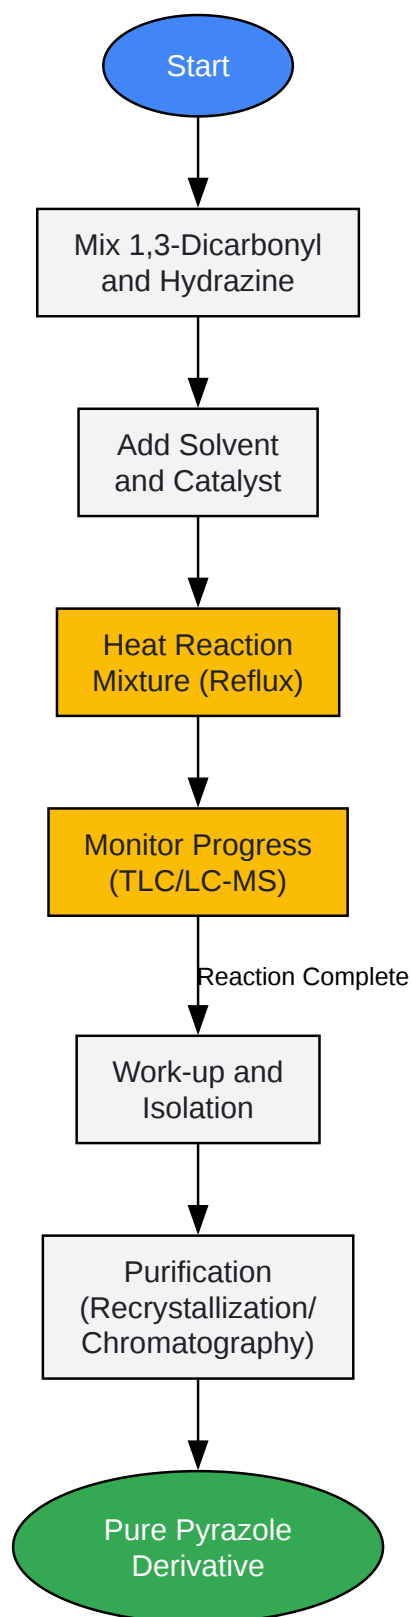 Start
Mix 1,3-Dicarbonyl
and Hydrazine
Add Solvent
and Catalyst
Heat Reaction
Mixture (Reflux)
Monitor Progress
(TLC/LC-MS)
Reaction Complete
Work-up and
Isolation
Purification
(Recrystallization/
Chromatography)
Pure Pyrazole
Derivative